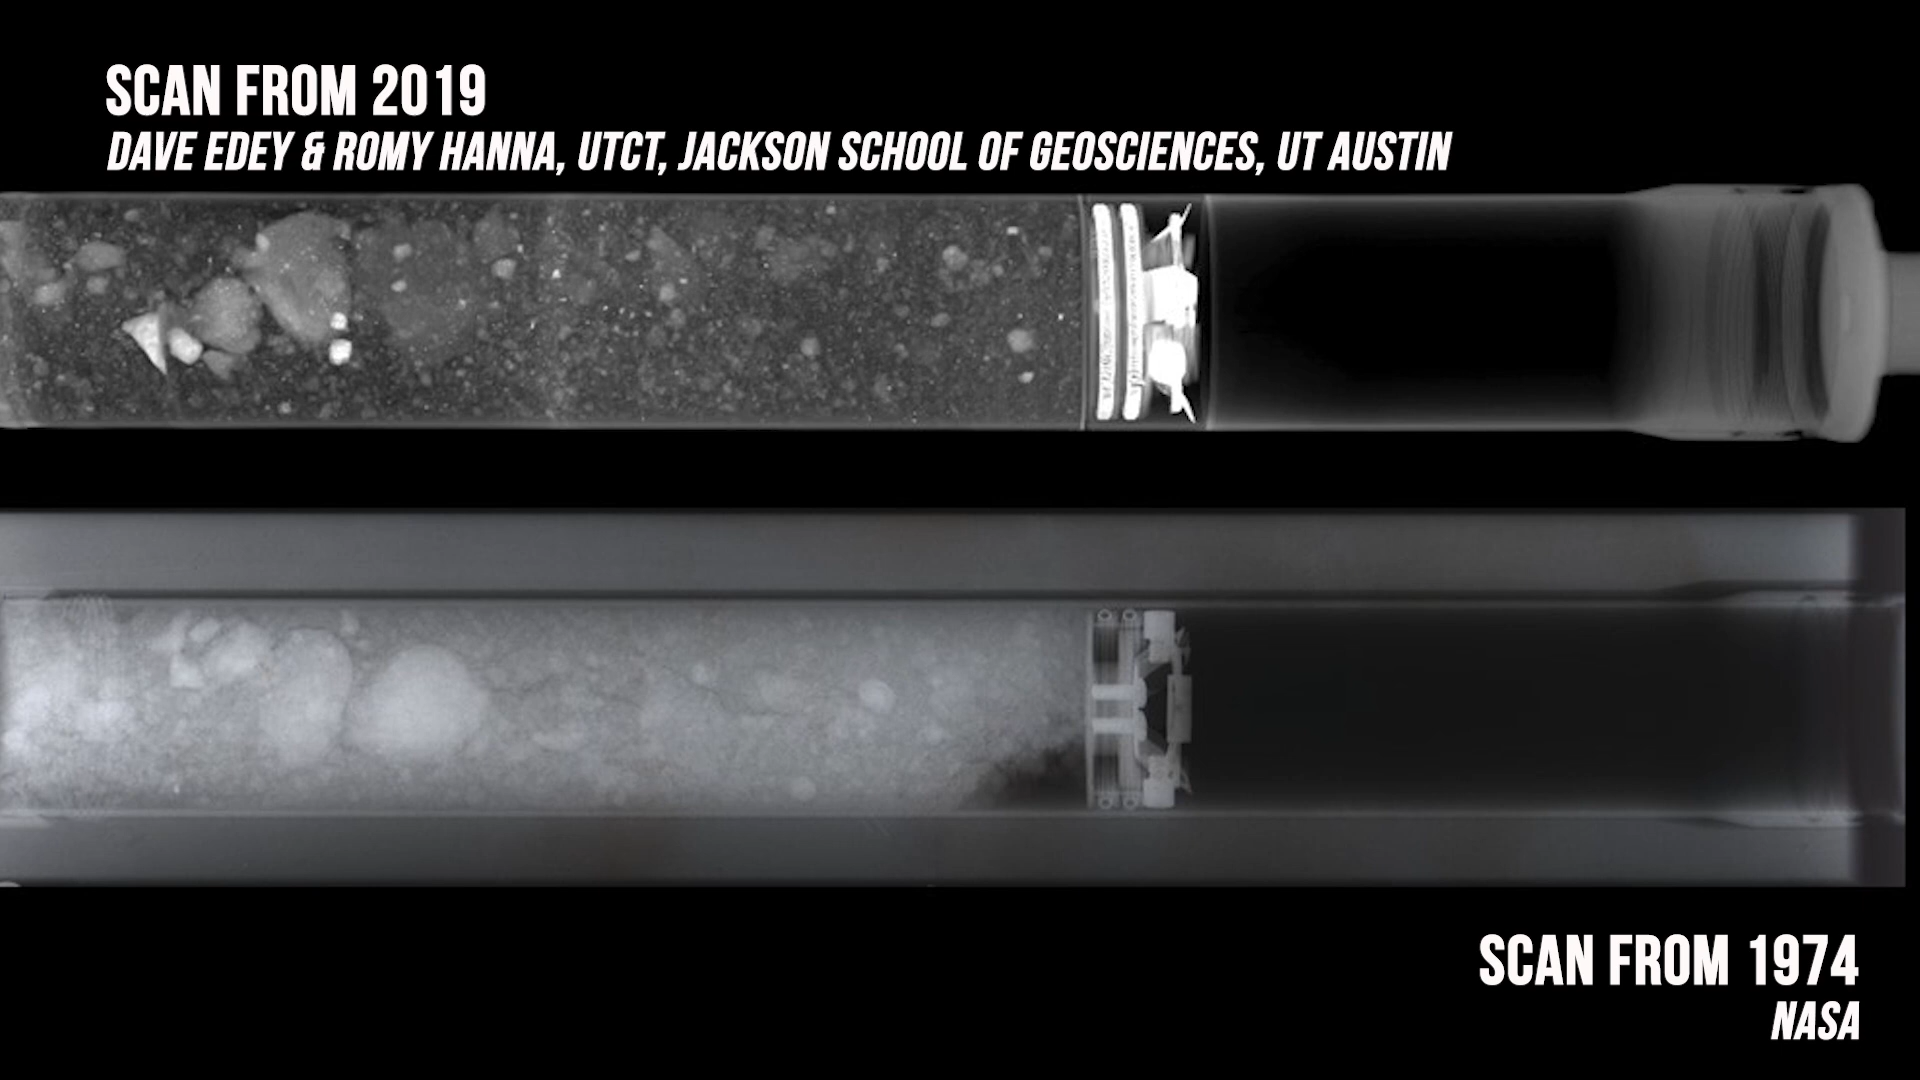 SCAN FROM 2019
DAVE EDEY & ROMY HANNA, UTCT, JACKSON SCHOOL OF GEOSCIENCES, UT AUSTIN
SCAN FROM 1974
NASA